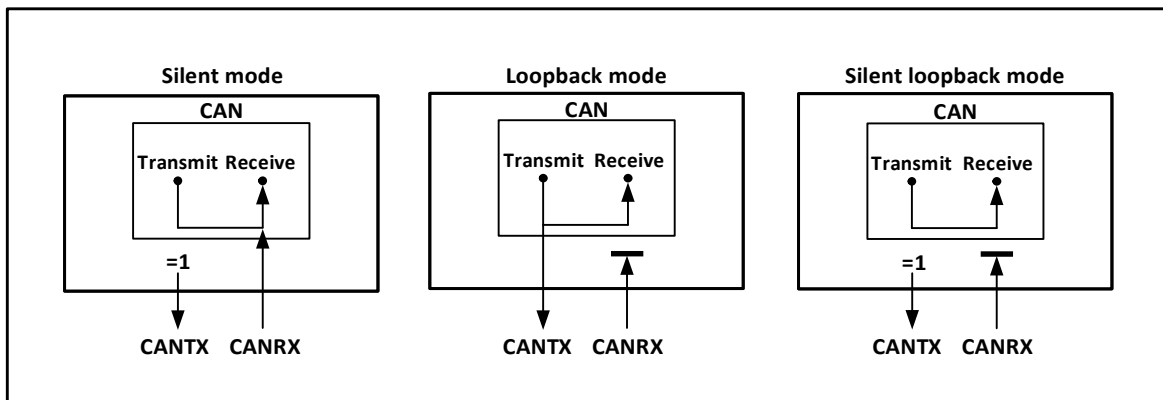 Silent mode Loopback mode Silent loopback mode
CAN CAN CAN
Transmit Receive Transmit Receive Transmit Receive
=1 =1
CANTX CANRX CANTX CANRX CANTX CANRX